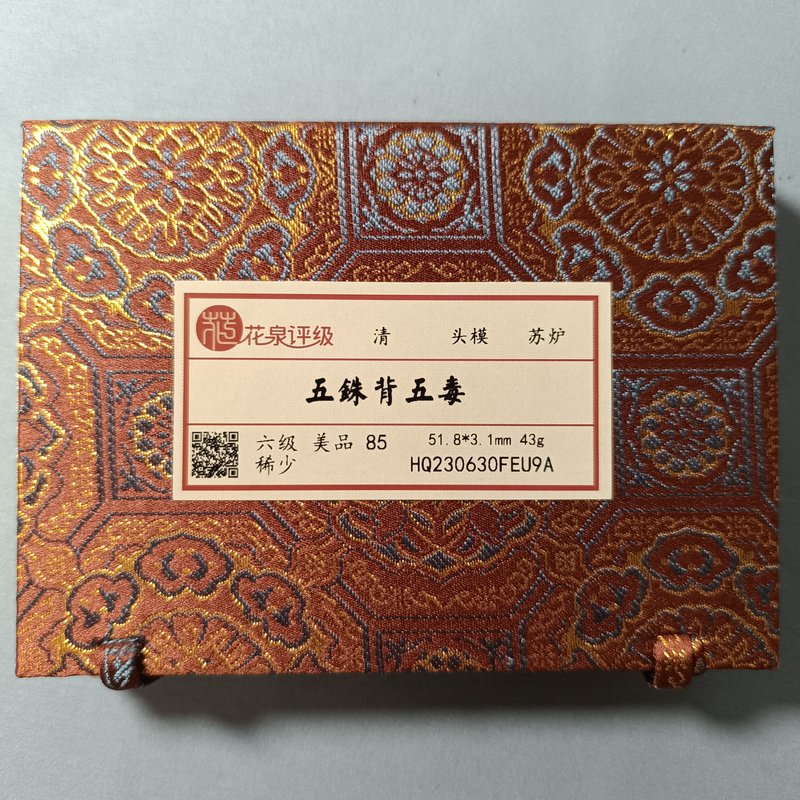 花泉评级 清 头模 苏炉
五銖背五毒
六级 美品 85 51.8*3.1mm 43g
稀少 HQ230630FEU9A